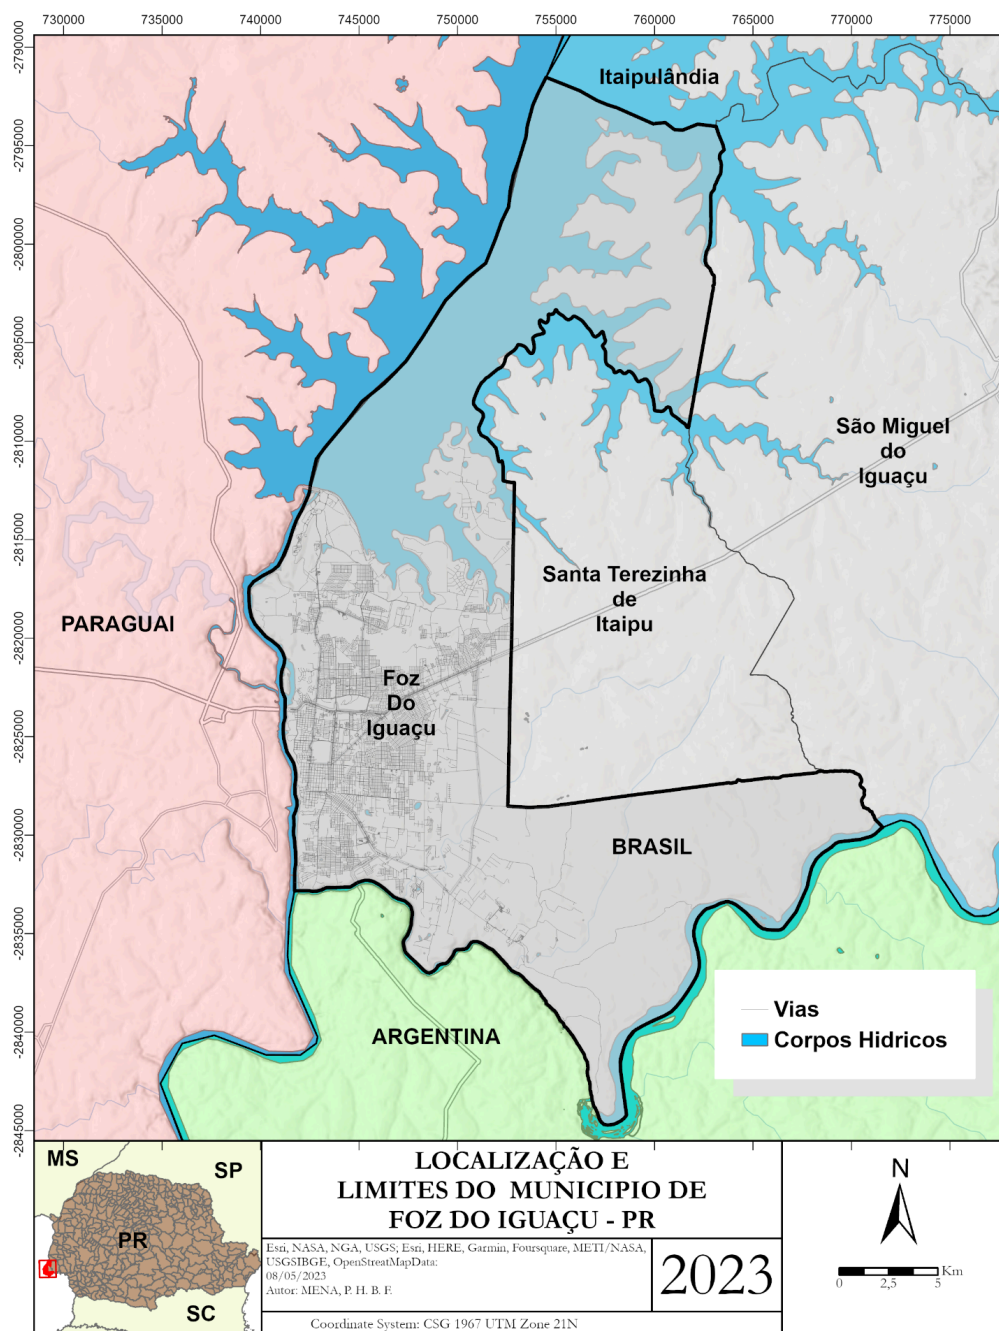 730000 735000 740000 745000 750000 755000 760000 765000 770000 775000
-2790000
-2795000
-2800000
-2805000
-2810000
-2815000
-2820000
-2825000
-2830000
-2835000
-2840000
-2845000
Itaipulândia
São Miguel
do
Iguaçu
Santa Terezinha
de
Itaipu
PARAGUAI
Foz
Do
Iguaçu
BRASIL
ARGENTINA
Vias
Corpos Hidricos
MS
SP
PR
SC
LOCALIZAÇÃO E
LIMITES DO MUNICIPIO DE
FOZ DO IGUAÇU - PR
Esri, NASA, NGA, USGS; Esri, HERE, Garmin, Foursquare, METI/NASA,
USGSIBGE, OpenStreatMapData:
08/05/2023
Autor: MENA, P. H. B. F.
2023
Coordinate System: CSG 1967 UTM Zone 21N
N
Km
0 2,5 5